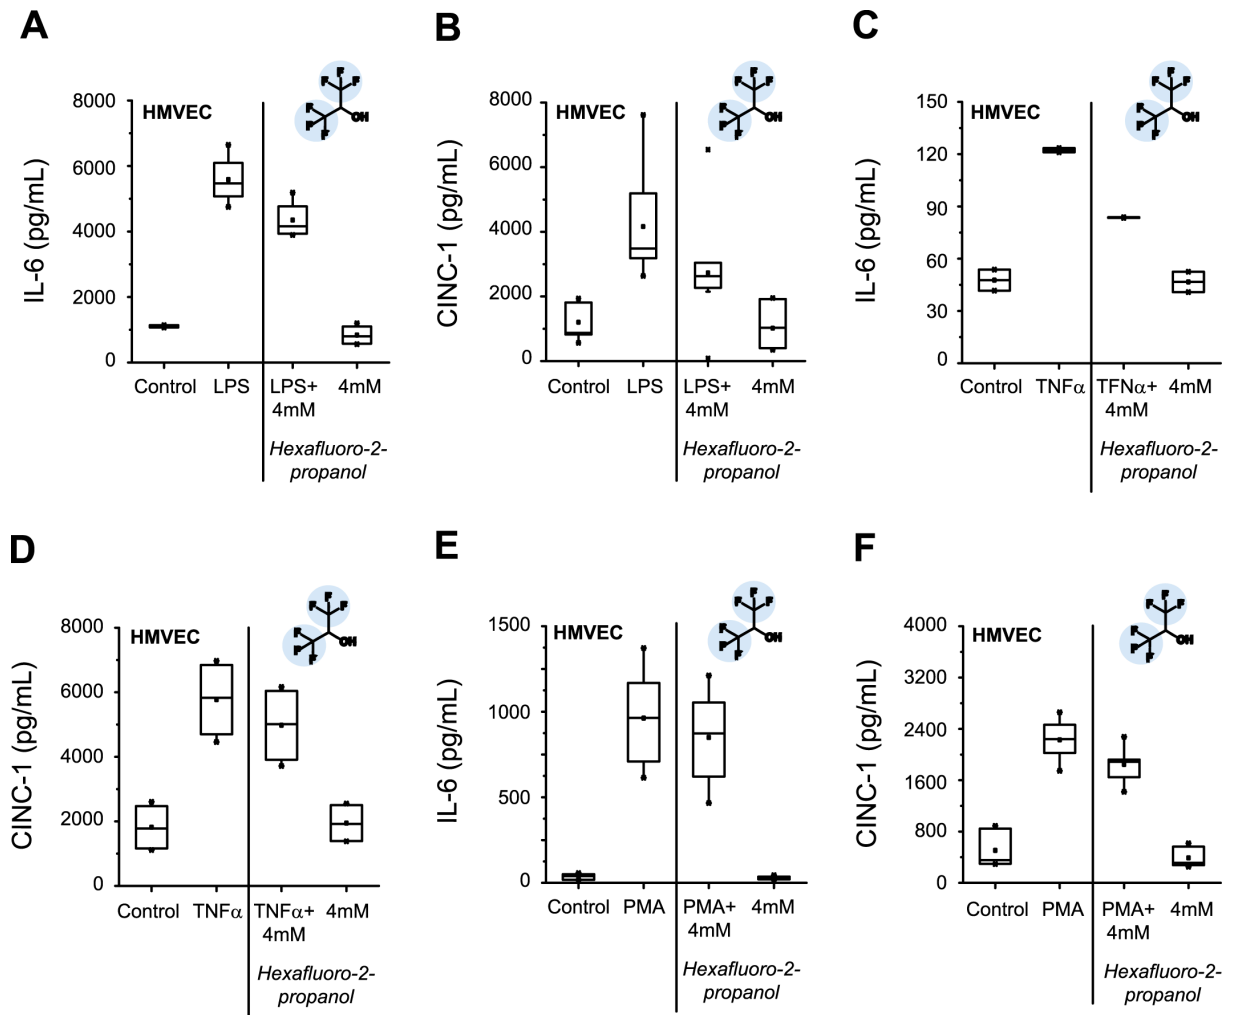 A
HMVEC
F
F F
F
F OH
F
IL-6 (pg/mL)
8000
6000
4000
2000
0
Control LPS LPS+ 4mM
4mM
Hexafluoro-2-
propanol
B
HMVEC
F
F F
F
F OH
F
CINC-1 (pg/mL)
8000
6000
4000
2000
0
Control LPS LPS+ 4mM
4mM
Hexafluoro-2-
propanol
C
HMVEC
F
F F
F
F OH
F
IL-6 (pg/mL)
150
120
90
60
30
0
Control TNFα TFNα+ 4mM
4mM
Hexafluoro-2-
propanol
D
HMVEC
F
F F
F
F OH
F
CINC-1 (pg/mL)
8000
6000
4000
2000
0
Control TNFα TNFα+ 4mM
4mM
Hexafluoro-2-
propanol
E
HMVEC
F
F F
F
F OH
F
IL-6 (pg/mL)
1500
1000
500
0
Control PMA PMA+ 4mM
4mM
Hexafluoro-2-
propanol
F
HMVEC
F
F F
F
F OH
F
CINC-1 (pg/mL)
4000
3200
2400
1600
800
0
Control PMA PMA+ 4mM
4mM
Hexafluoro-2-
propanol